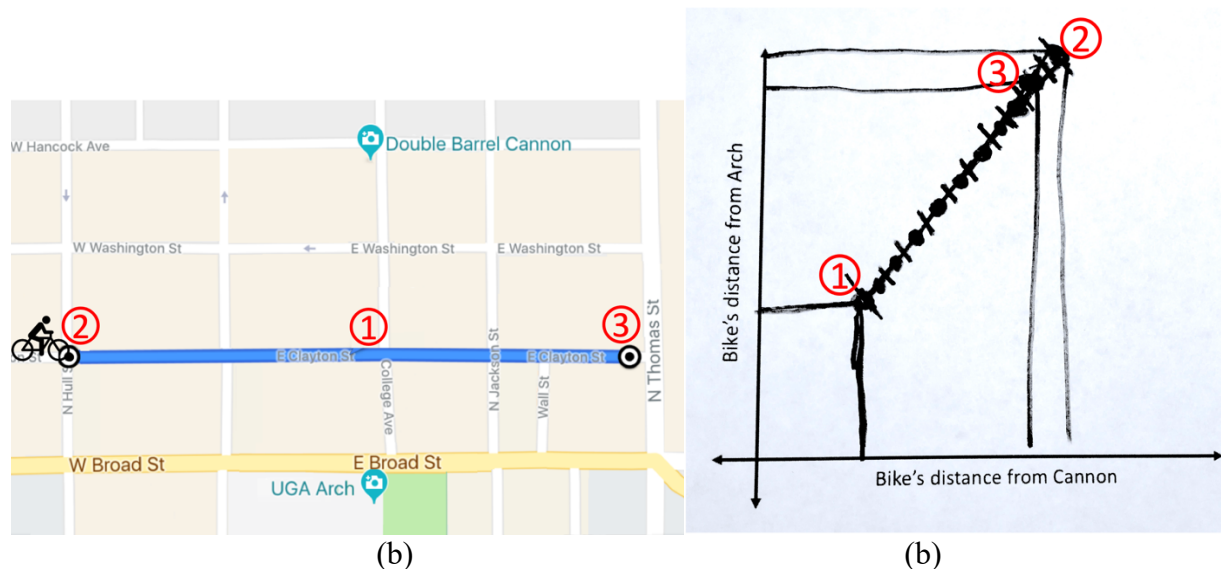 W Hancock Ave
Double Barrel Cannon
W Washington St
E Washington St
E Washington St
②
①
③
E Clayton St
E Clayton St
on St
N Hull S
College Ave
N Jackson St
Wall St
N Thomas St
W Broad St
E Broad St
UGA Arch
(b)
②
③
①
Bike's distance from Arch
Bike's distance from Cannon
(b)